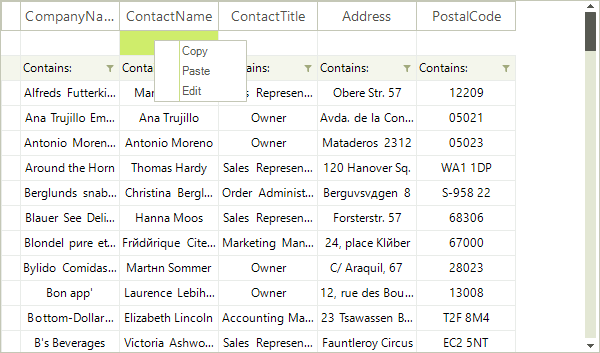 CompanyNa... ContactName ContactTitle Address PostalCode
Copy
Paste
Edit
Contains: Conta ns: Contains: Contains:
Alfreds Futterki... Mar Sales Represen... Obere Str. 57 12209
Ana Trujillo Em... Ana Trujillo Owner Avda. de la Con... 05021
Antonio Moren... Antonio Moreno Owner Mataderos 2312 05023
Around the Horn Thomas Hardy Sales Represen... 120 Hanover Sq. WA1 1DP
Berglunds snab... Christina Bergl... Order Administ... Berguvsvдgen 8 S-958 22
Blauer See Deli... Hanna Moos Sales Represen... Forsterstr. 57 68306
Blondel pиre et... Frйdйrique Cite... Marketing Man... 24, place Klйber 67000
Bylido Comidas... Martнn Sommer Owner C/ Araquil, 67 28023
Bon app' Laurence Lebih... Owner 12, rue des Bou... 13008
Bottom-Dollar... Elizabeth Lincoln Accounting Ma... 23 Tsawassen B... T2F 8M4
B's Beverages Victoria Ashwo... Sales Represen... Fauntleroy Circus EC2 5NT